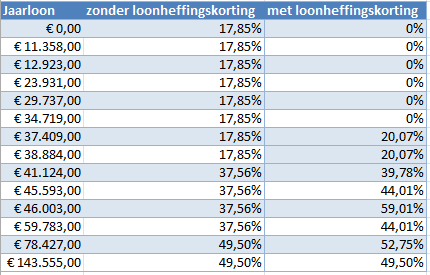 Jaarloon zonder loonheffingskorting met loonheffingskorting
€ 0,00 17,85% 0%
€ 11.358,00 17,85% 0%
€ 12.923,00 17,85% 0%
€ 23.931,00 17,85% 0%
€ 29.737,00 17,85% 0%
€ 34.719,00 17,85% 0%
€ 37.409,00 17,85% 20,07%
€ 38.884,00 17,85% 20,07%
€ 41.124,00 37,56% 39,78%
€ 45.593,00 37,56% 44,01%
€ 46.003,00 37,56% 59,01%
€ 59.783,00 37,56% 44,01%
€ 78.427,00 49,50% 52,75%
€ 143.555,00 49,50% 49,50%